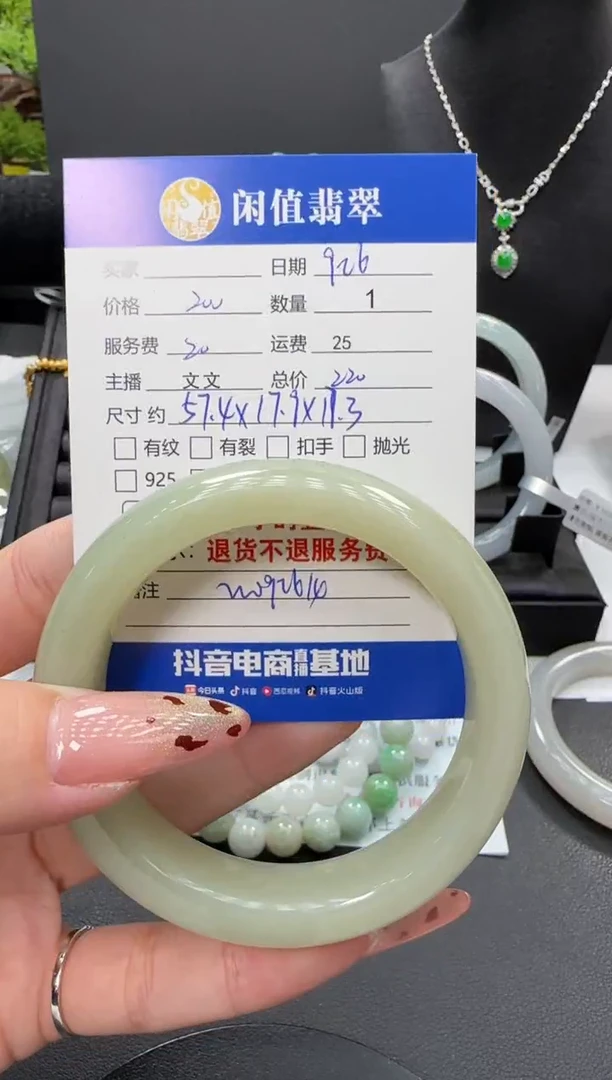 闲值翡翠
买家 日期 926
价格 200 数量 1
服务费 20 运费 25
主播 文文 总价 220
尺寸 约 57.4X17.9X11.3
有纹 有裂 扣手 抛光
925
退货不退服务费
注
抖音电商直播基地
今日头条 抖音 西瓜视频 抖音火山版